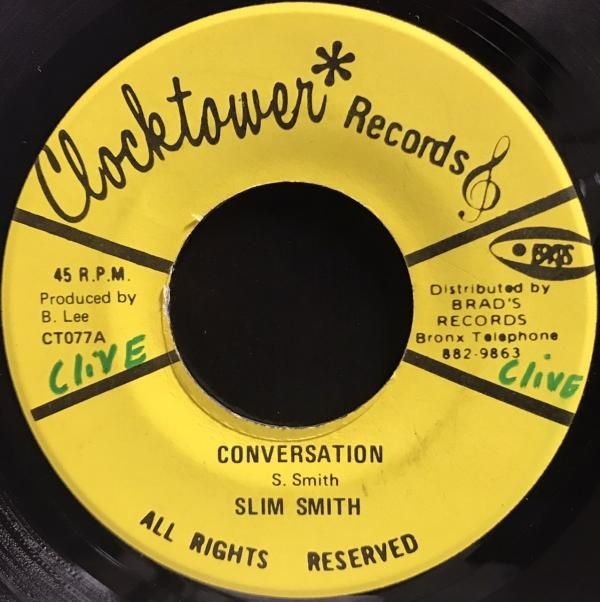 Clocktower* Records
45 R.P.M.
Produced by
B. Lee
CT077A
CLiVE
BRADS
Distributed by
BRAD'S
RECORDS
Bronx Telephone
882-9863
CLiVE
CONVERSATION
S. Smith
SLIM SMITH
ALL RIGHTS RESERVED